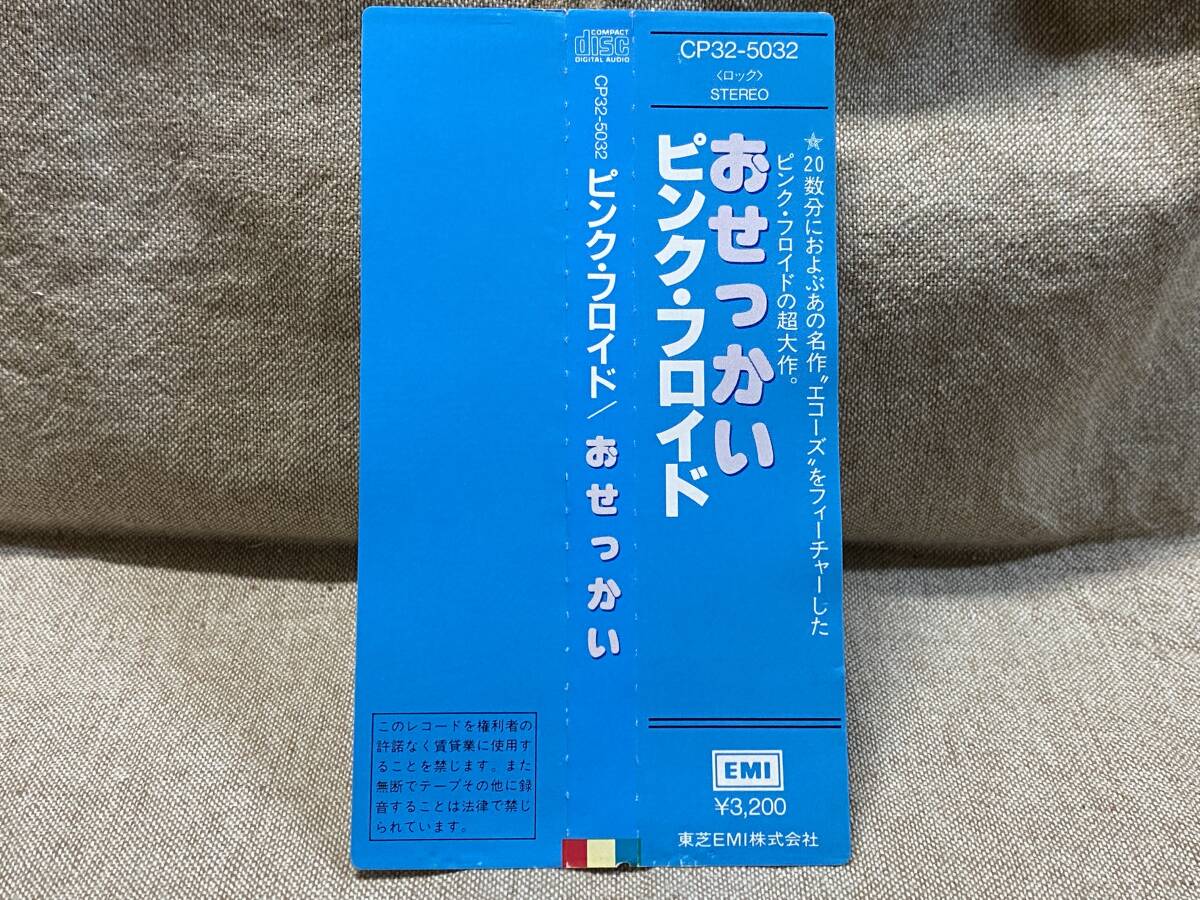 CP32-5032
〈ロック〉
STEREO
☆20数分におよぶあの名作“エコーズ”をフィーチャーした
ピンク・フロイドの超大作。
おせっかい
ピンク・フロイド
EMI
¥3,200
東芝EMI株式会社
COMPACT
disc
DIGITAL AUDIO
CP32-5032
ピンク・フロイド/おせっかい
このレコードを権利者の
許諾なく賃貸業に使用す
ることを禁じます。また
無断でテープその他に録
音することは法律で禁じ
られています。